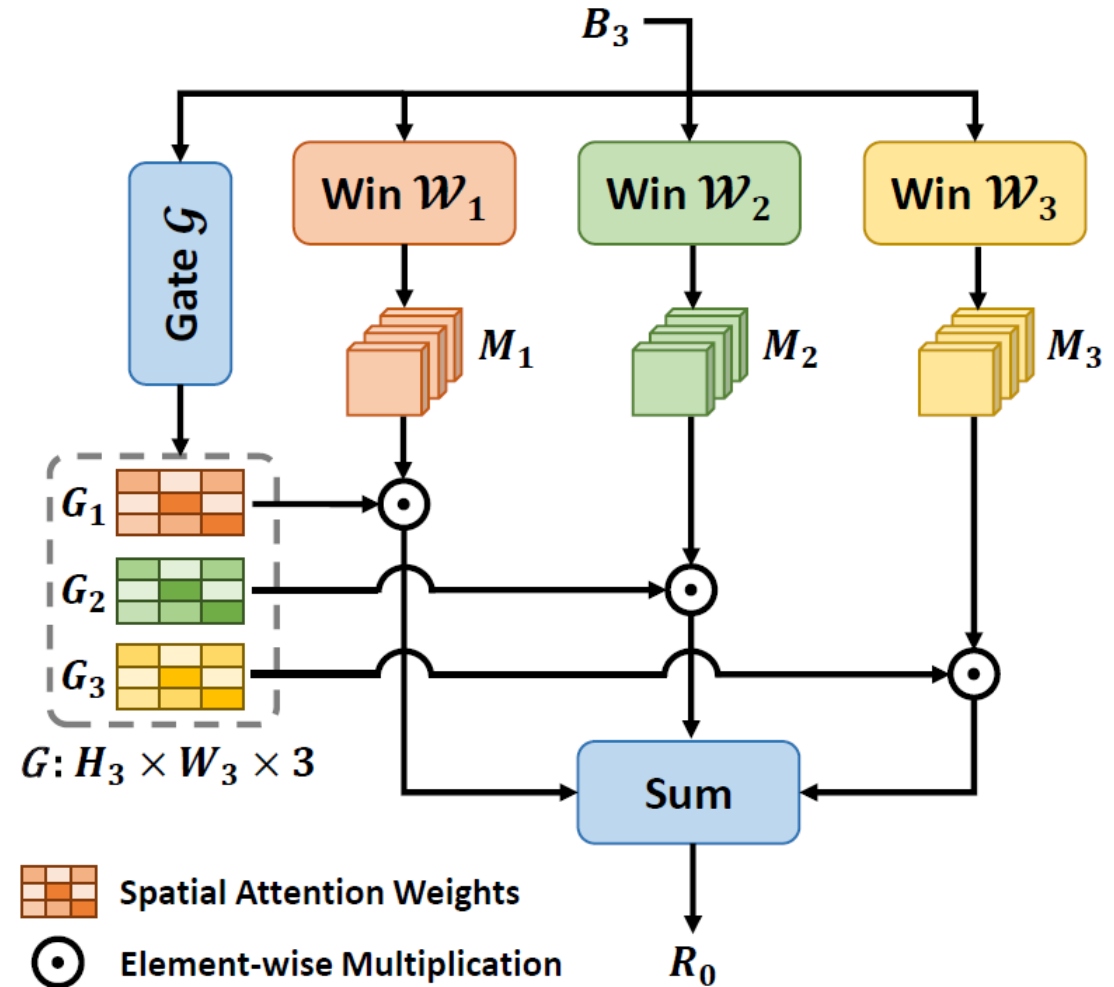 B₃
Gate 𝒢
Win 𝒲₁
Win 𝒲₂
Win 𝒲₃
M₁
M₂
M₃
G₁
G₂
G₃
G: H₃ × W₃ × 3
Sum
Spatial Attention Weights
Element-wise Multiplication
R₀